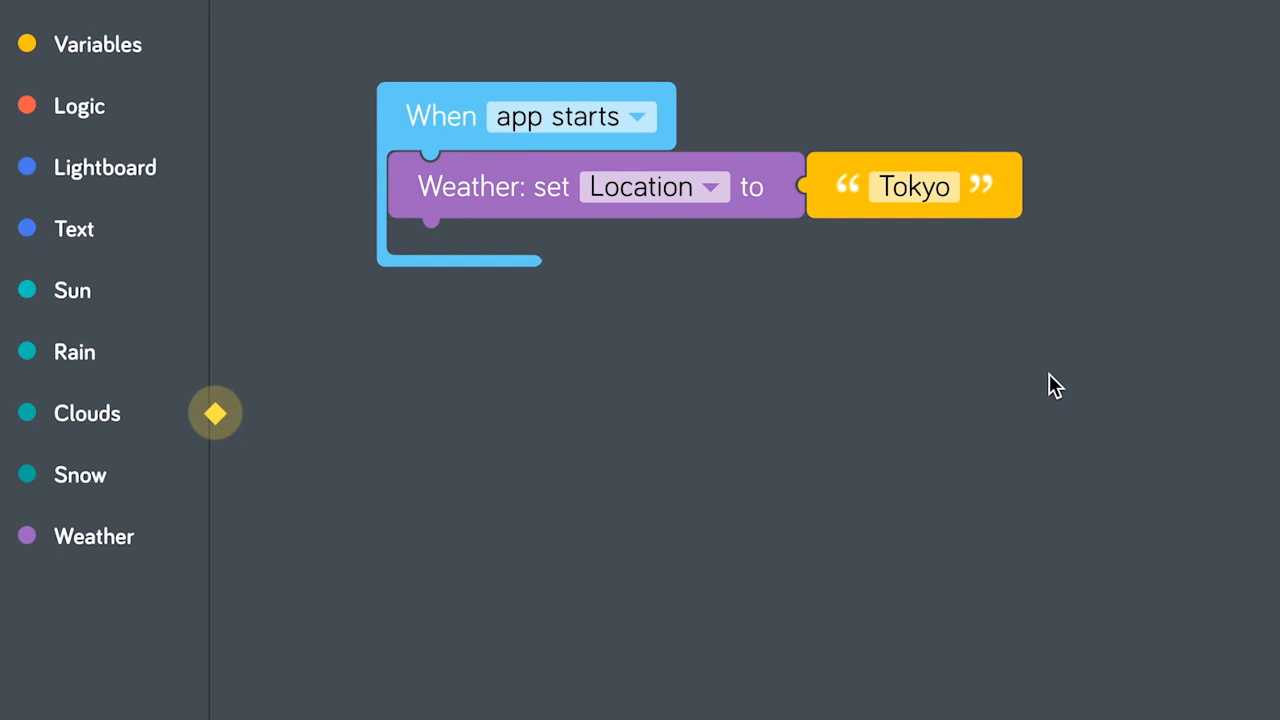 Variables
Logic
Lightboard
Text
Sun
Rain
Clouds
Snow
Weather
When app starts
Weather: set Location to “ Tokyo ”